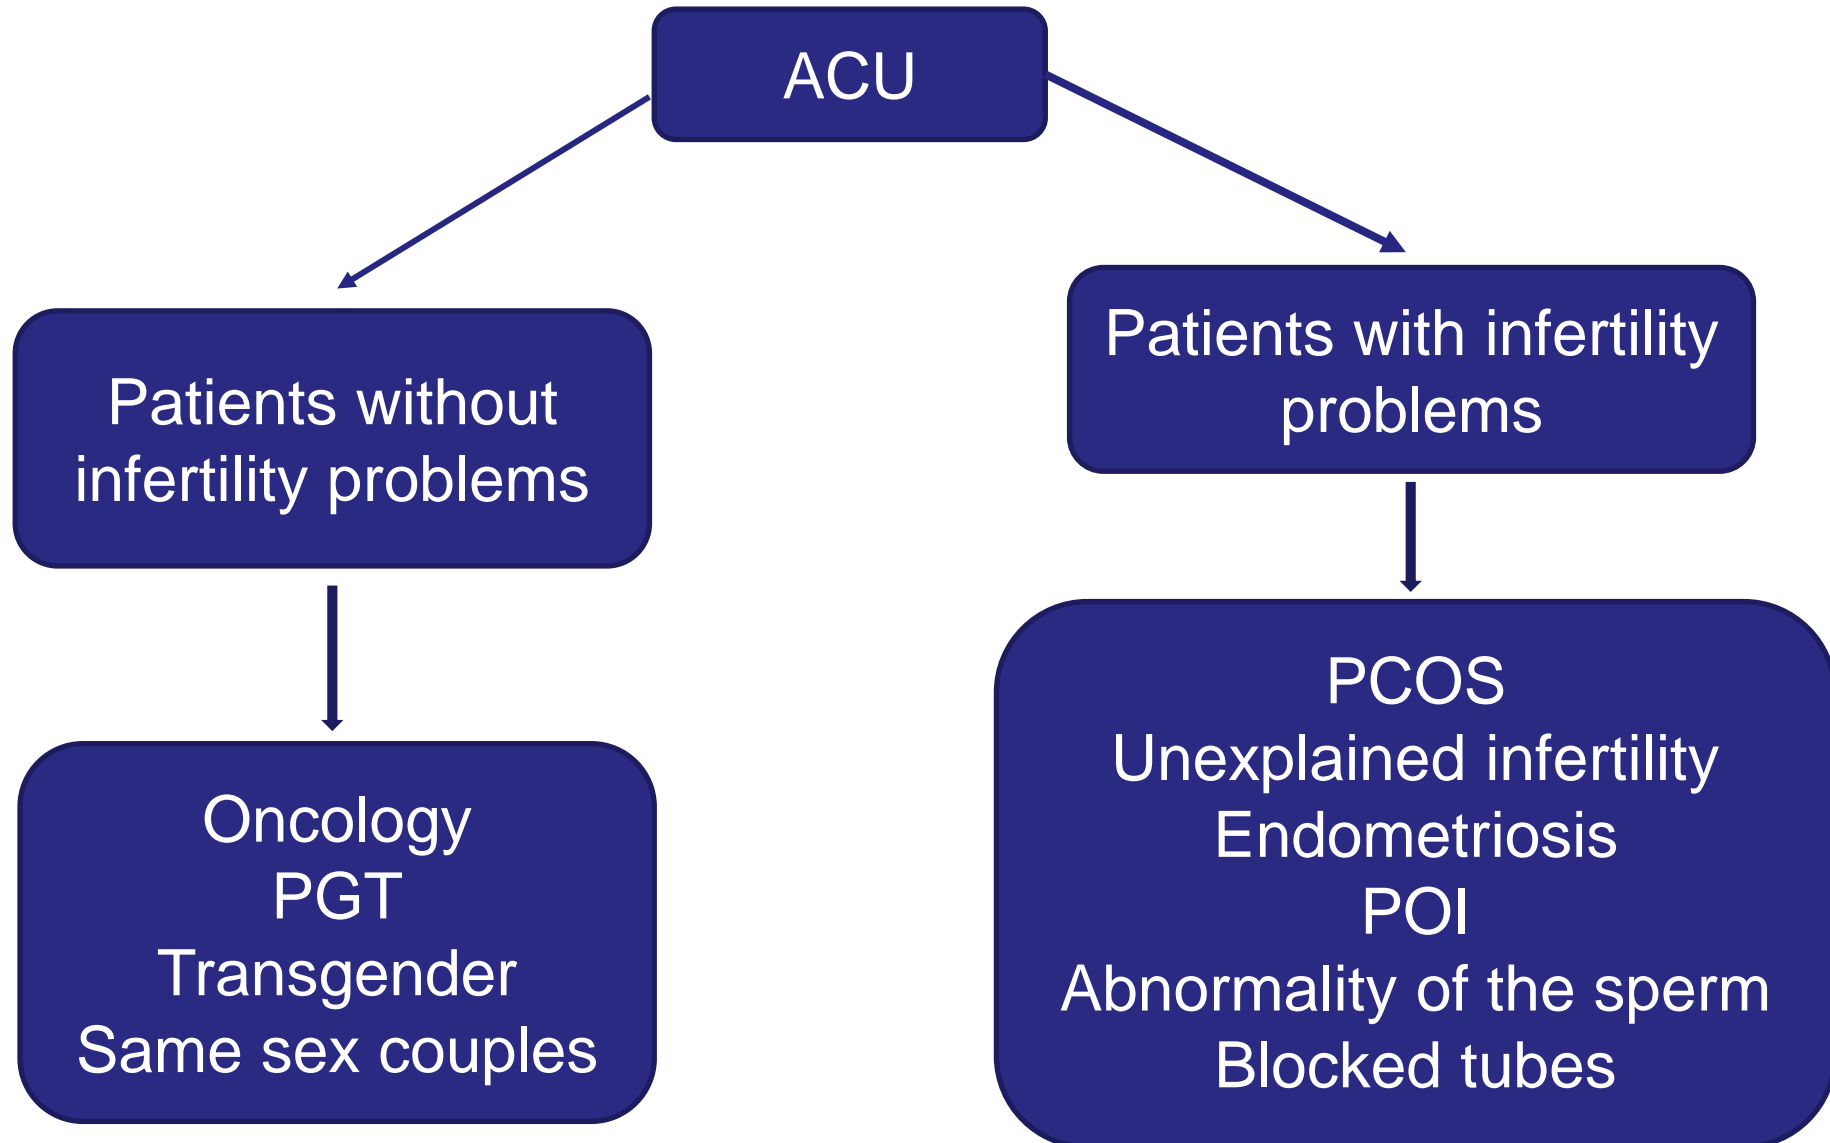 ACU
Patients without
infertility problems
Patients with infertility
problems
Oncology
PGT
Transgender
Same sex couples
PCOS
Unexplained infertility
Endometriosis
POI
Abnormality of the sperm
Blocked tubes